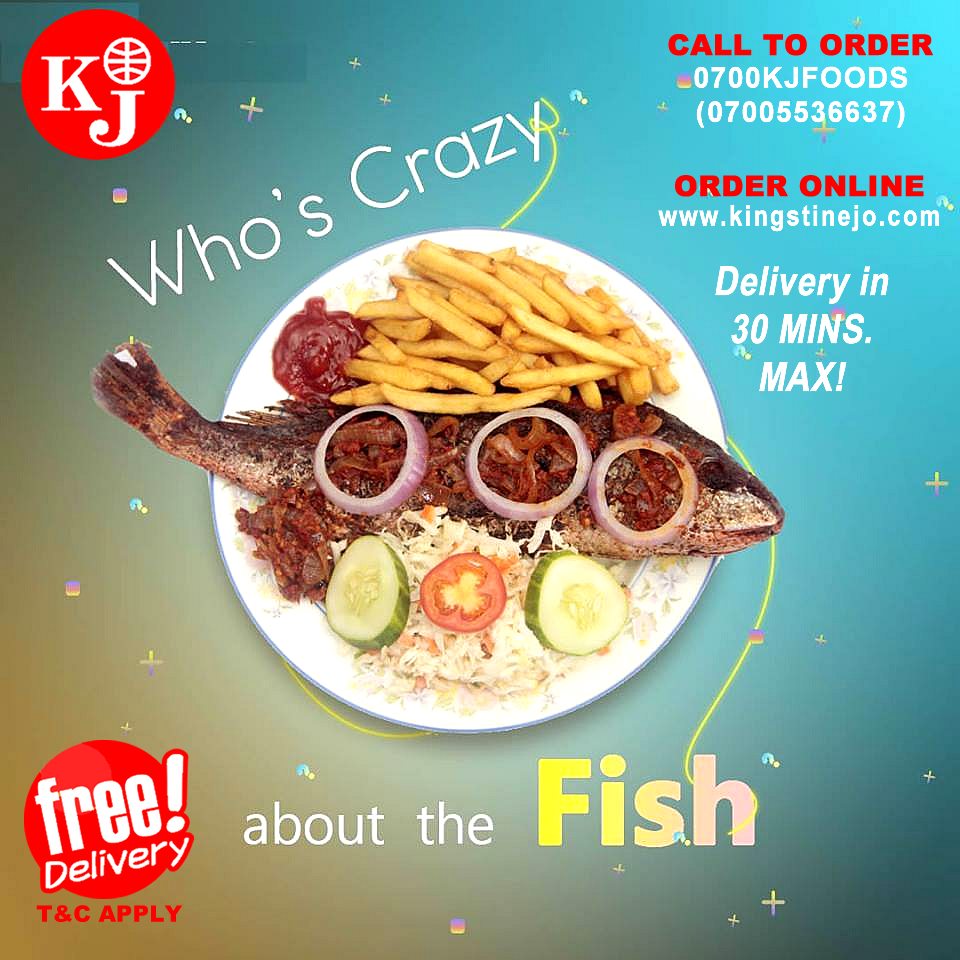 KJ
CALL TO ORDER
0700KJFOODS
(07005536637)
ORDER ONLINE
www.kingstinejo.com
Delivery in
30 MINS.
MAX!
Who's Crazy
about the Fish
free!
Delivery
T&C APPLY